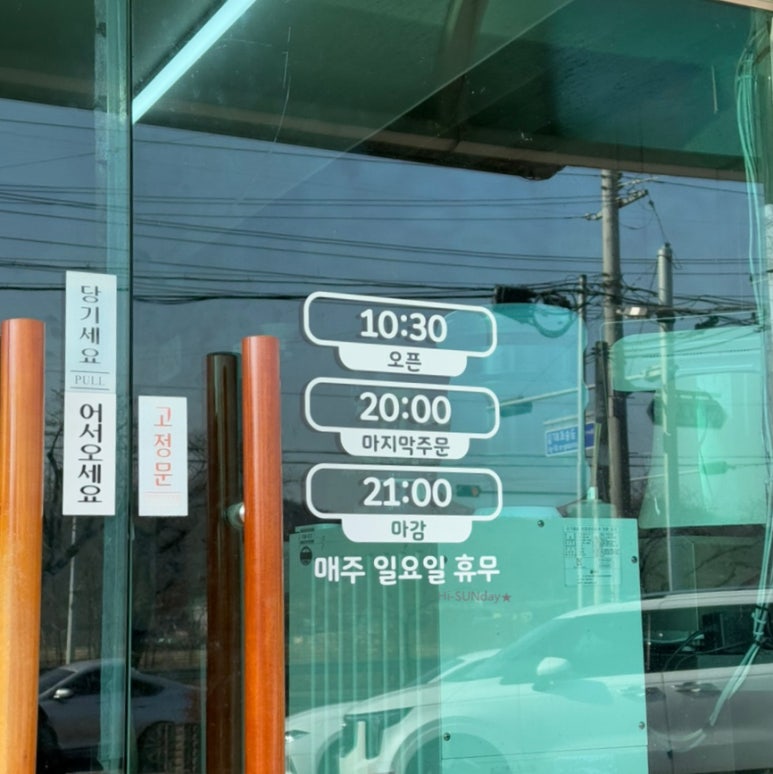 당기세요
PULL
어서오세요
고정문
10:30
오픈
20:00
마지막주문
21:00
마감
매주 일요일 휴무
Hi-SUNday★